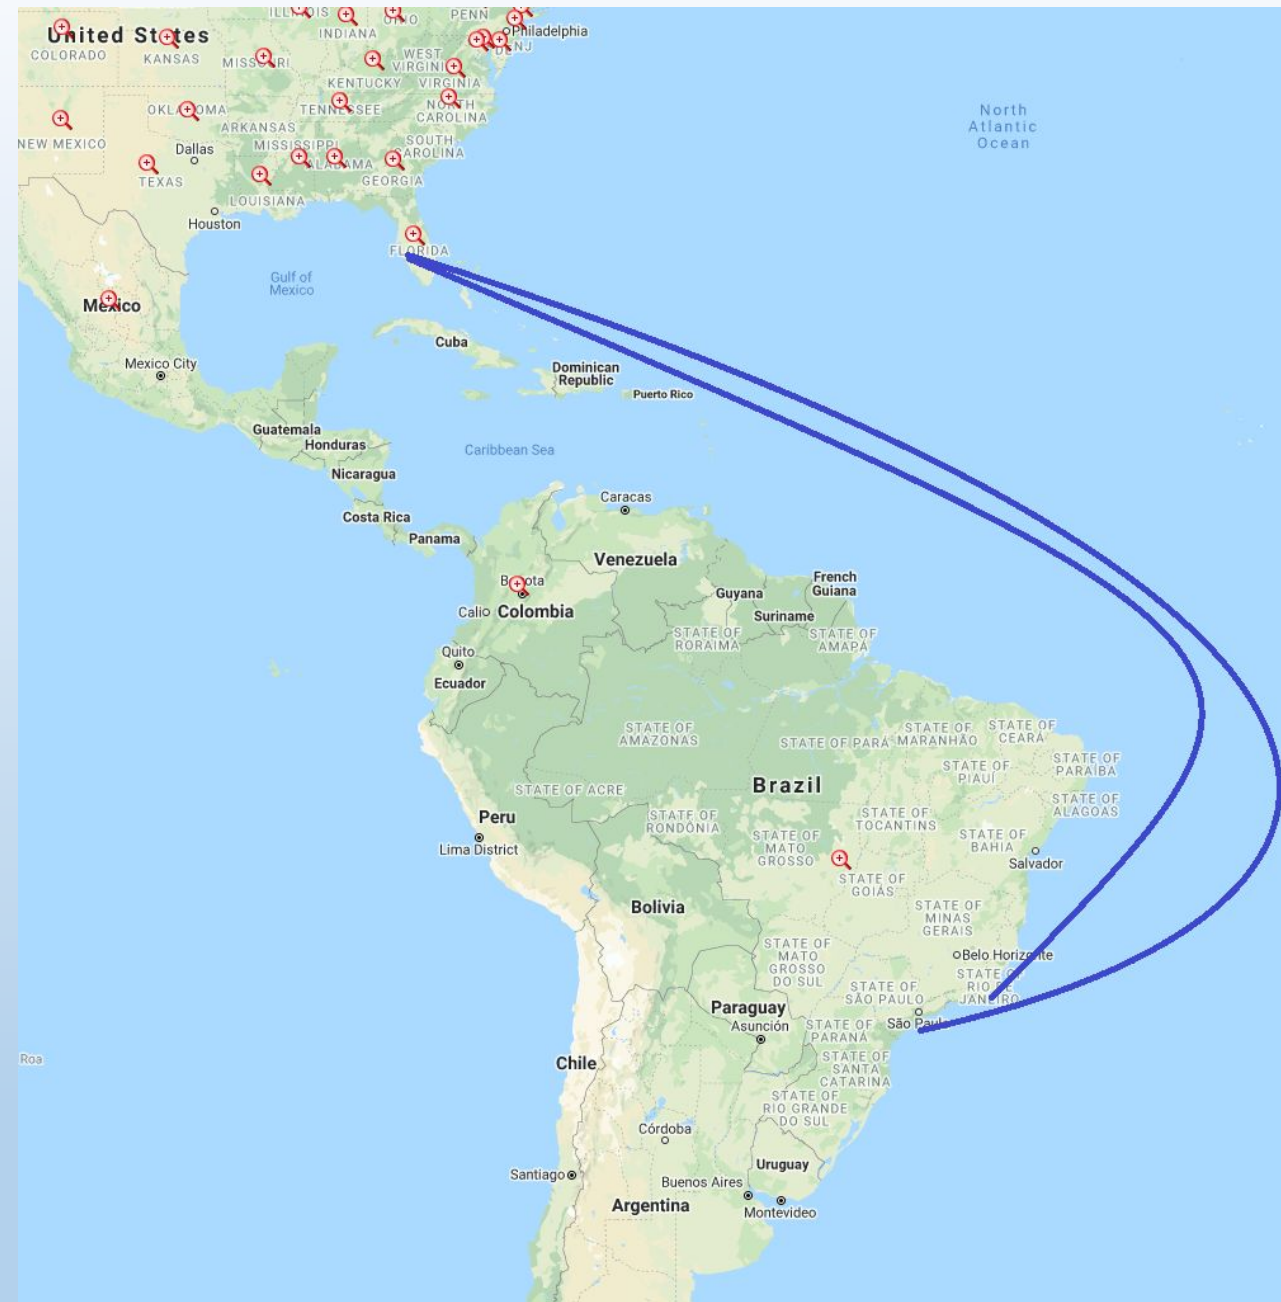 ILLINOIS
OHIO
PENN
United States
INDIANA
Philadelphia
COLORADO
KANSAS
MISSOURI
WEST
VIRGINIA
DE
NJ
KENTUCKY
VIRGINIA
OKLAHOMA
TENNESSEE
NORTH
CAROLINA
North
Atlantic
Ocean
NEW MEXICO
ARKANSAS
Dallas
MISSISSIPPI
SOUTH
CAROLINA
ALABAMA
TEXAS
GEORGIA
LOUISIANA
Houston
FLORIDA
Gulf of
Mexico
Mexico
Cuba
Mexico City
Dominican
Republic
Puerto Rico
Guatemala
Honduras
Caribbean Sea
Nicaragua
Caracas
Costa Rica
Panama
Venezuela
Bogota
French
Guiana
Guyana
Cali
Colombia
Suriname
STATE OF
RORAIMA
STATE OF
AMAPÁ
Quito
Ecuador
STATE OF
AMAZONAS
STATE OF PARÁ
STATE OF
MARANHÃO
STATE OF
CEARÁ
STATE OF
PIAUÍ
STATE OF
PARAÍBA
STATE OF ACRE
Brazil
STATE OF
ALAGOAS
Peru
STATE OF
RONDÔNIA
STATE OF
TOCANTINS
STATE OF
MATO
GROSSO
STATE OF
BAHIA
Lima District
Salvador
STATE OF
GOIÁS
Bolivia
STATE OF
MINAS
GERAIS
STATE OF
MATO
GROSSO
DO SUL
Belo Horizonte
STATE OF
RIO DE
JANEIRO
STATE OF
SÃO PAULO
Paraguay
Asunción
São Paulo
STATE OF
PARANÁ
Roa
Chile
STATE OF
SANTA
CATARINA
STATE OF
RIO GRANDE
DO SUL
Córdoba
Uruguay
Santiago
Buenos Aires
Argentina
Montevideo